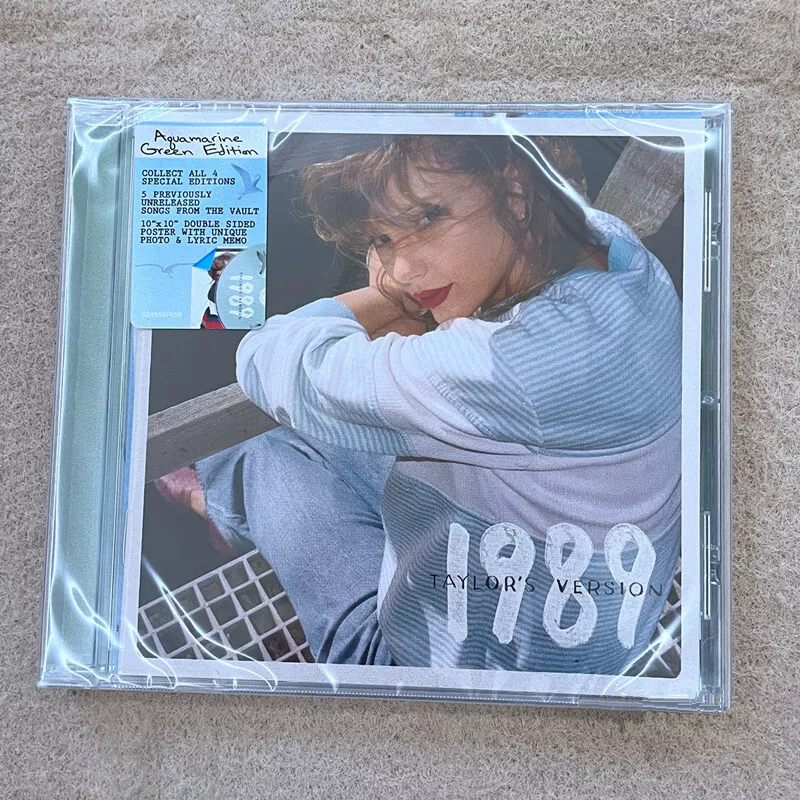 Aquamarine
Green Edition
COLLECT ALL 4
SPECIAL EDITIONS
5 PREVIOUSLY
UNRELEASED
SONGS FROM THE VAULT
10"x10" DOUBLE SIDED
POSTER WITH UNIQUE
PHOTO & LYRIC MEMO
1989
1989
TAYLOR'S VERSION